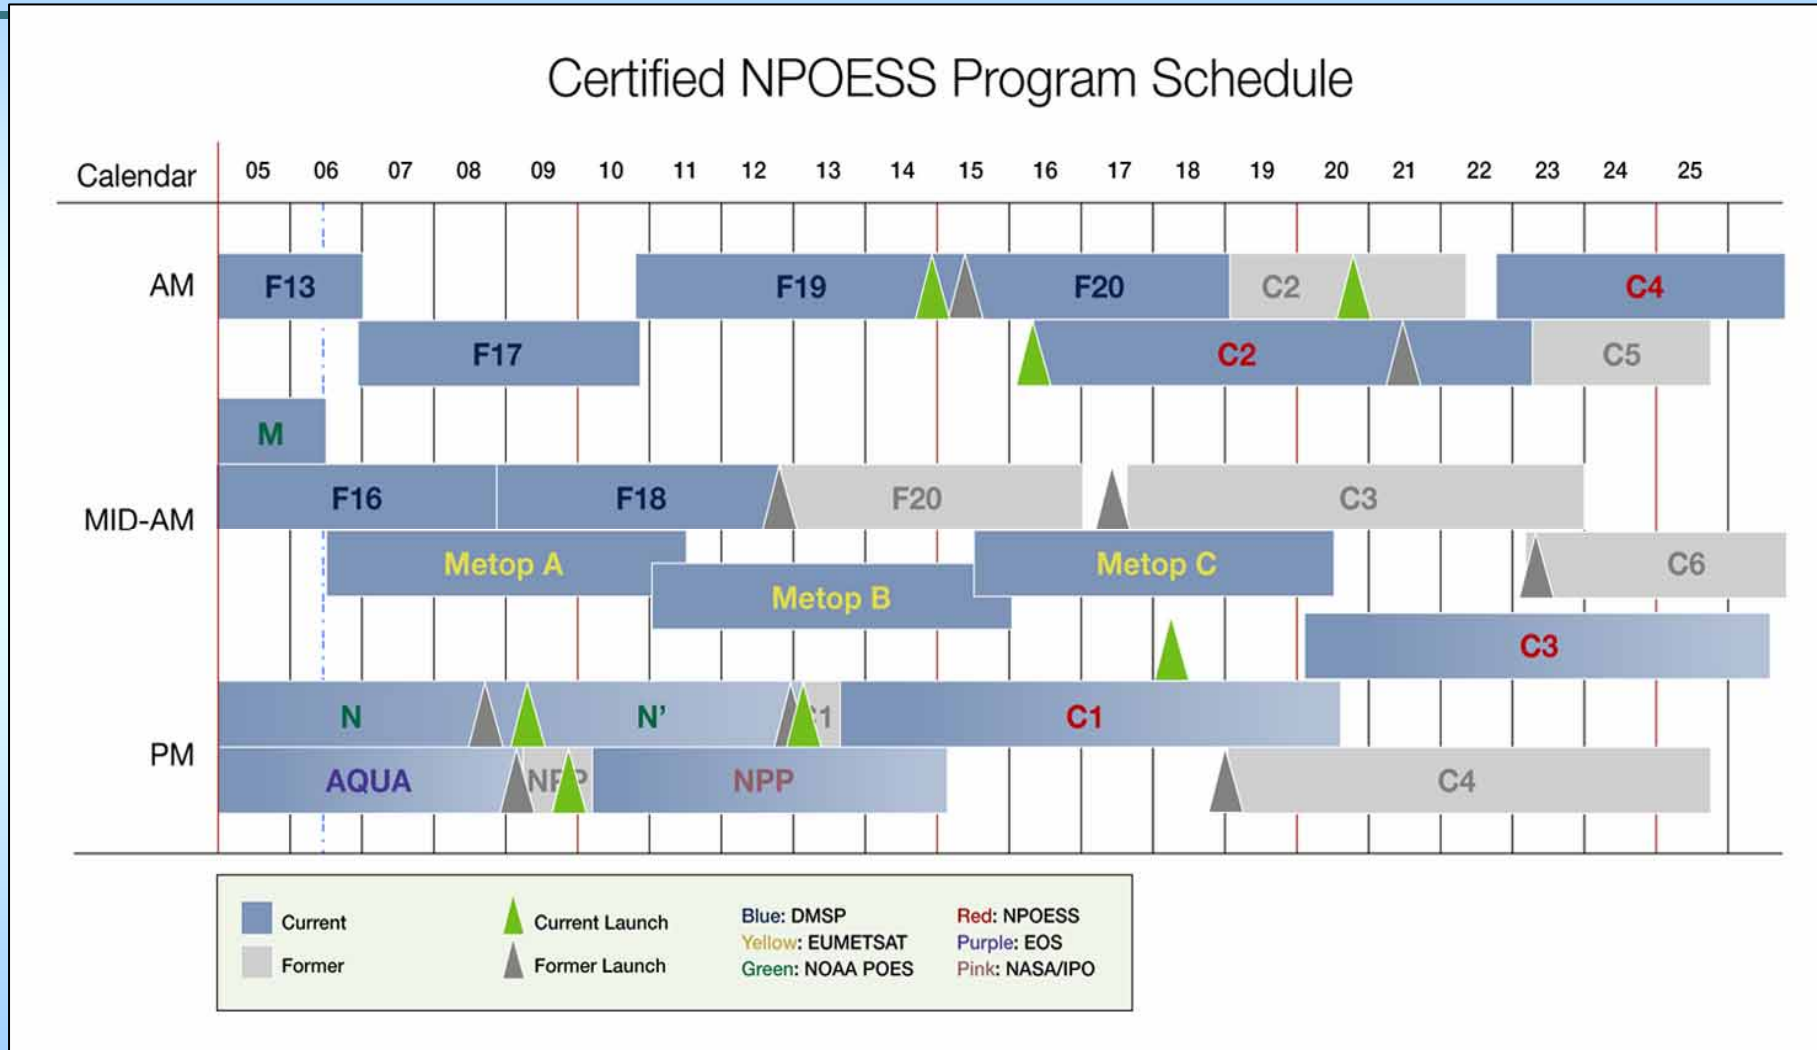 Certified NPOESS Program Schedule
Calendar 05 06 07 08 09 10 11 12 13 14 15 16 17 18 19 20 21 22 23 24 25
AM F13 F19 F20 C2 C4
F17 C2 C5
M
MID-AM F16 F18 F20 C3
Metop A Metop C C6
Metop B
C3
N N’ C1 C1
PM AQUA NPP NPP C4
Current Current Launch Blue: DMSP Red: NPOESS
Yellow: EUMETSAT Purple: EOS
Former Former Launch Green: NOAA POES Pink: NASA/IPO